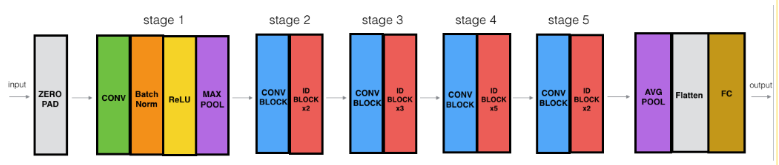 stage 1
stage 2
stage 3
stage 4
stage 5
input
ZERO
PAD
CONV
Batch
Norm
ReLU
MAX
POOL
CONV
BLOCK
ID
BLOCK
x2
CONV
BLOCK
ID
BLOCK
x3
CONV
BLOCK
ID
BLOCK
x5
CONV
BLOCK
ID
BLOCK
x2
AVG
POOL
Flatten
FC
output